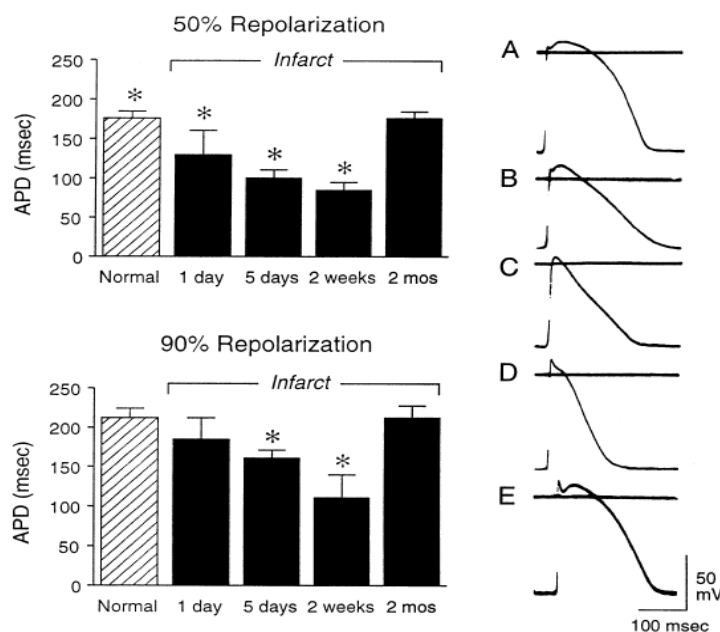 50% Repolarization
Infarct
APD (msec)
250
200
150
100
50
0
* * * *
Normal 1 day 5 days 2 weeks 2 mos
90% Repolarization
Infarct
APD (msec)
250
200
150
100
50
0
* *
Normal 1 day 5 days 2 weeks 2 mos
A
B
C
D
E
50
mV
100 msec